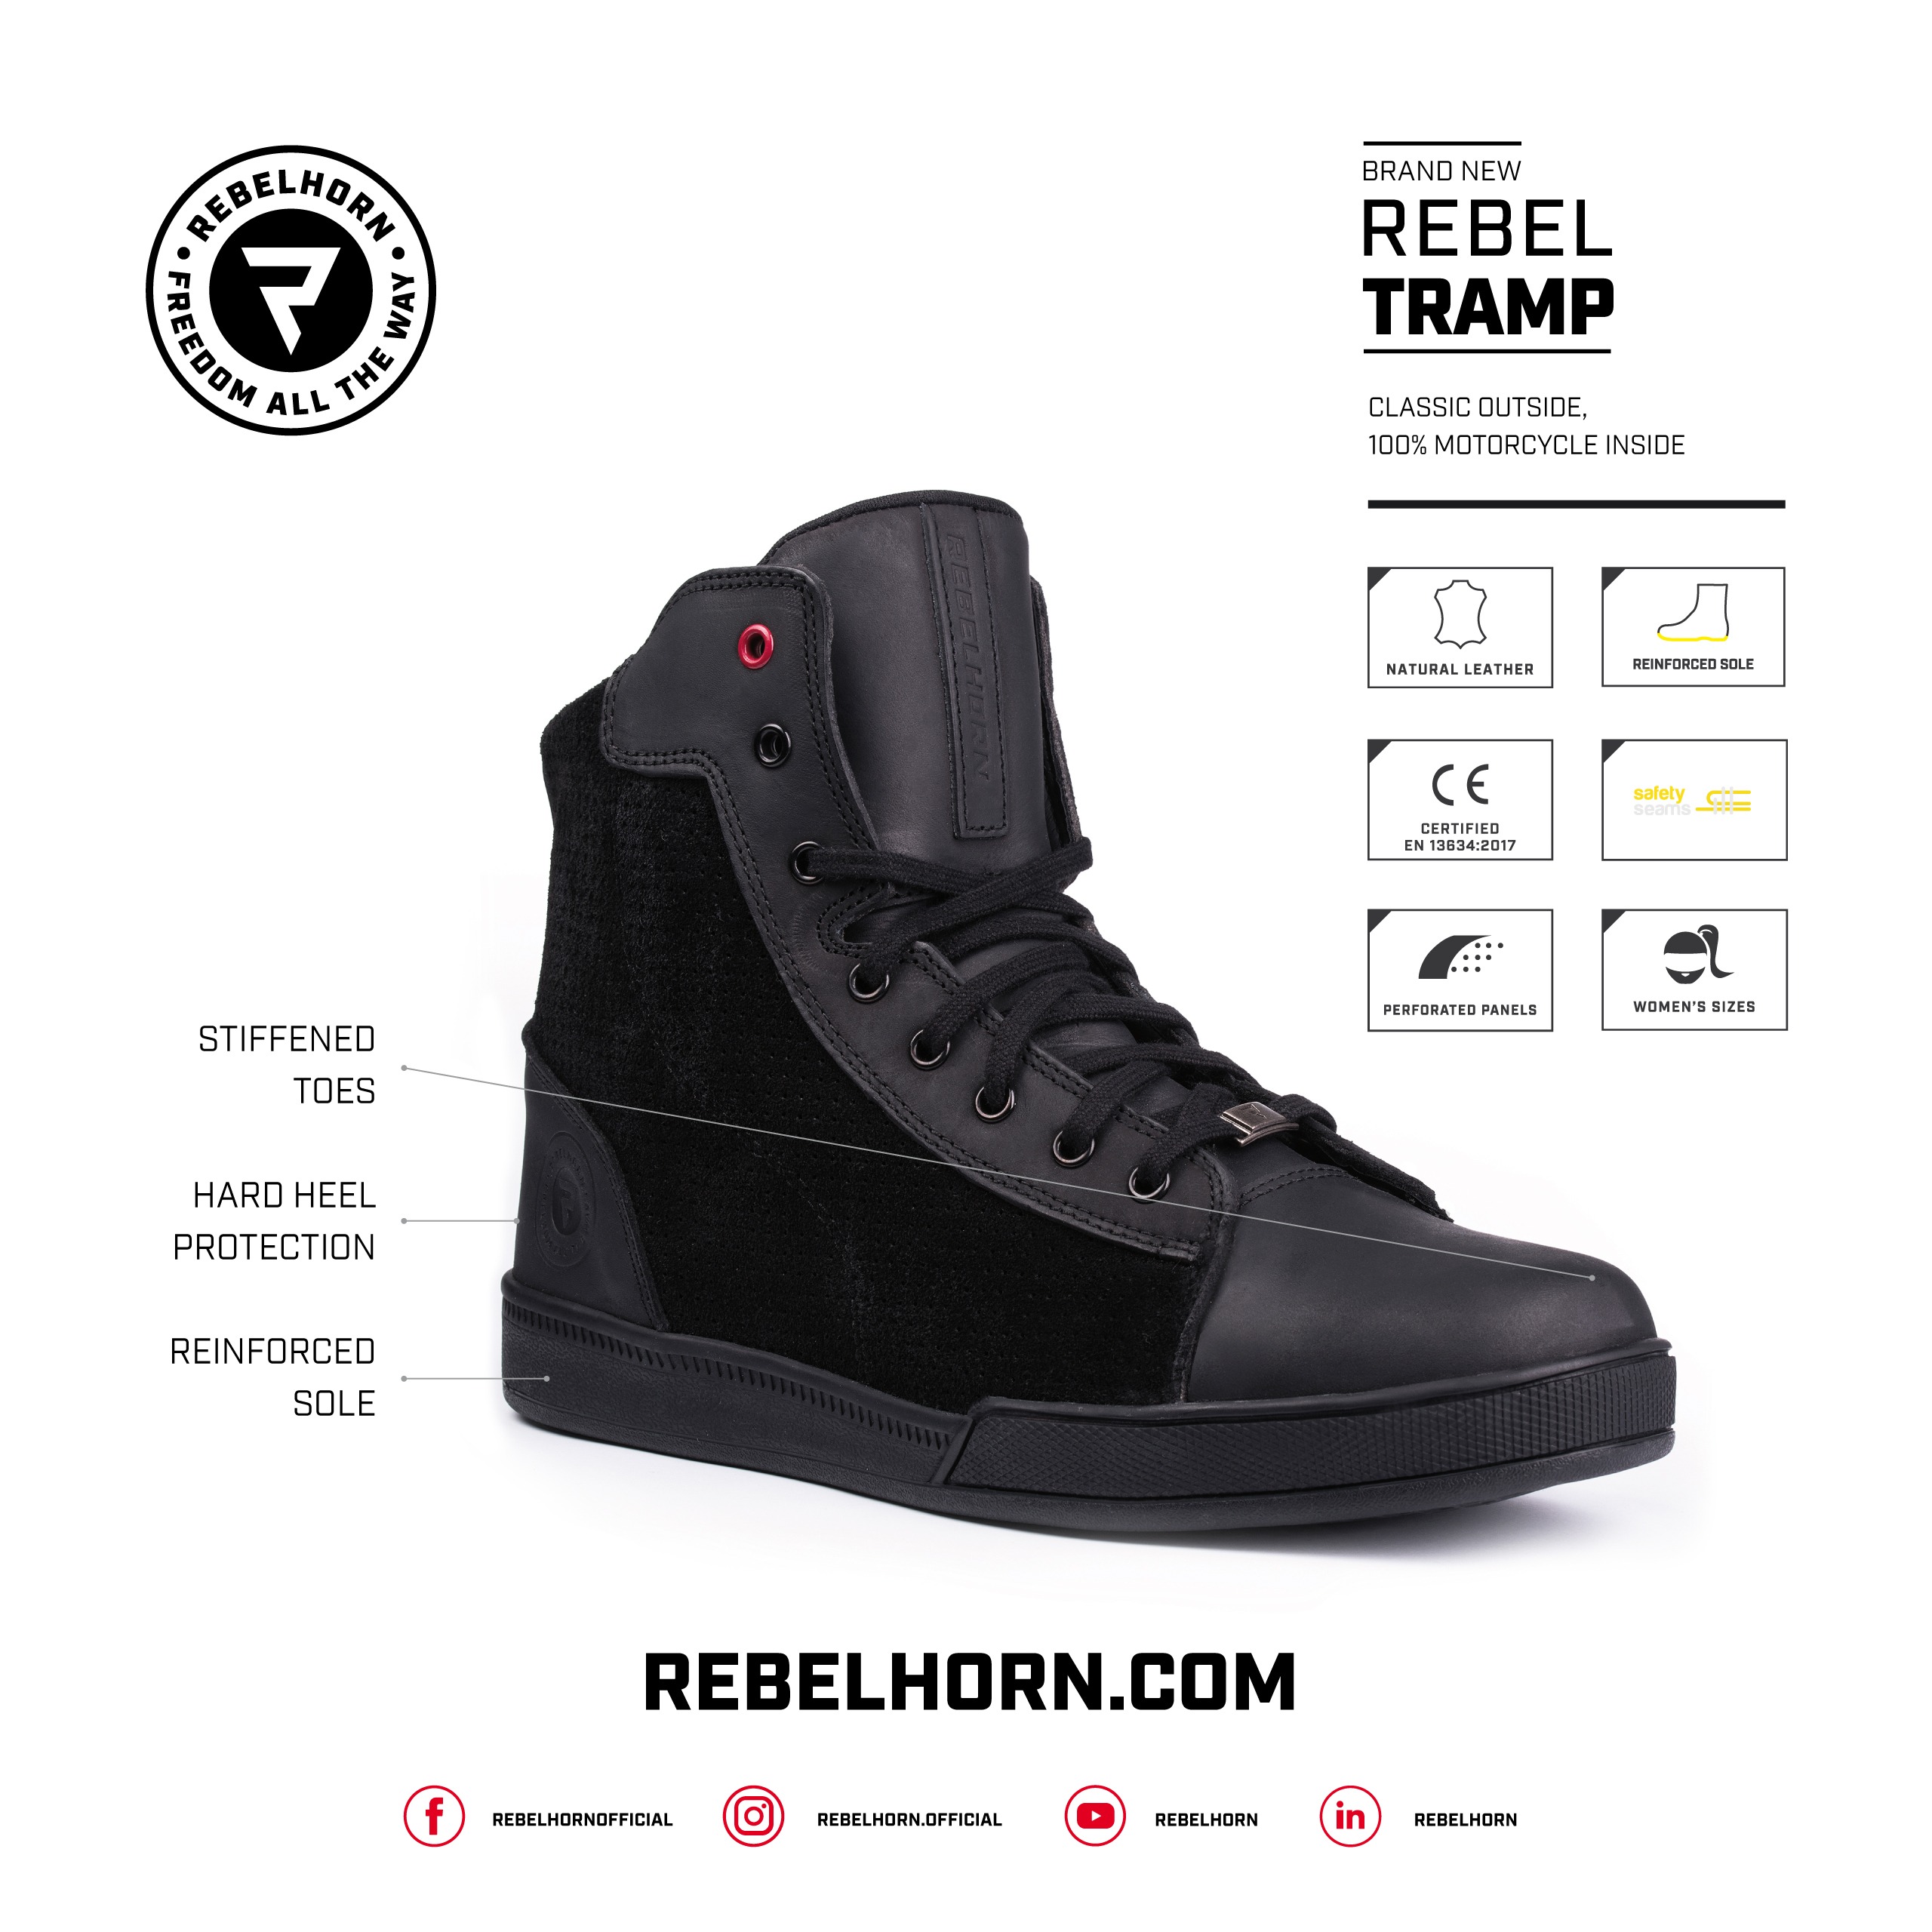 REBELHORN
FREEDOM ALL THE WAY
BRAND NEW
REBEL
TRAMP
CLASSIC OUTSIDE,
100% MOTORCYCLE INSIDE
NATURAL LEATHER
REINFORCED SOLE
CE
CERTIFIED
EN 13634:2017
safety
seams
PERFORATED PANELS
WOMEN'S SIZES
REBELHORN
STIFFENED
TOES
HARD HEEL
PROTECTION
REINFORCED
SOLE
REBELHORN.COM
REBELHORNOFFICIAL
REBELHORN.OFFICIAL
REBELHORN
REBELHORN